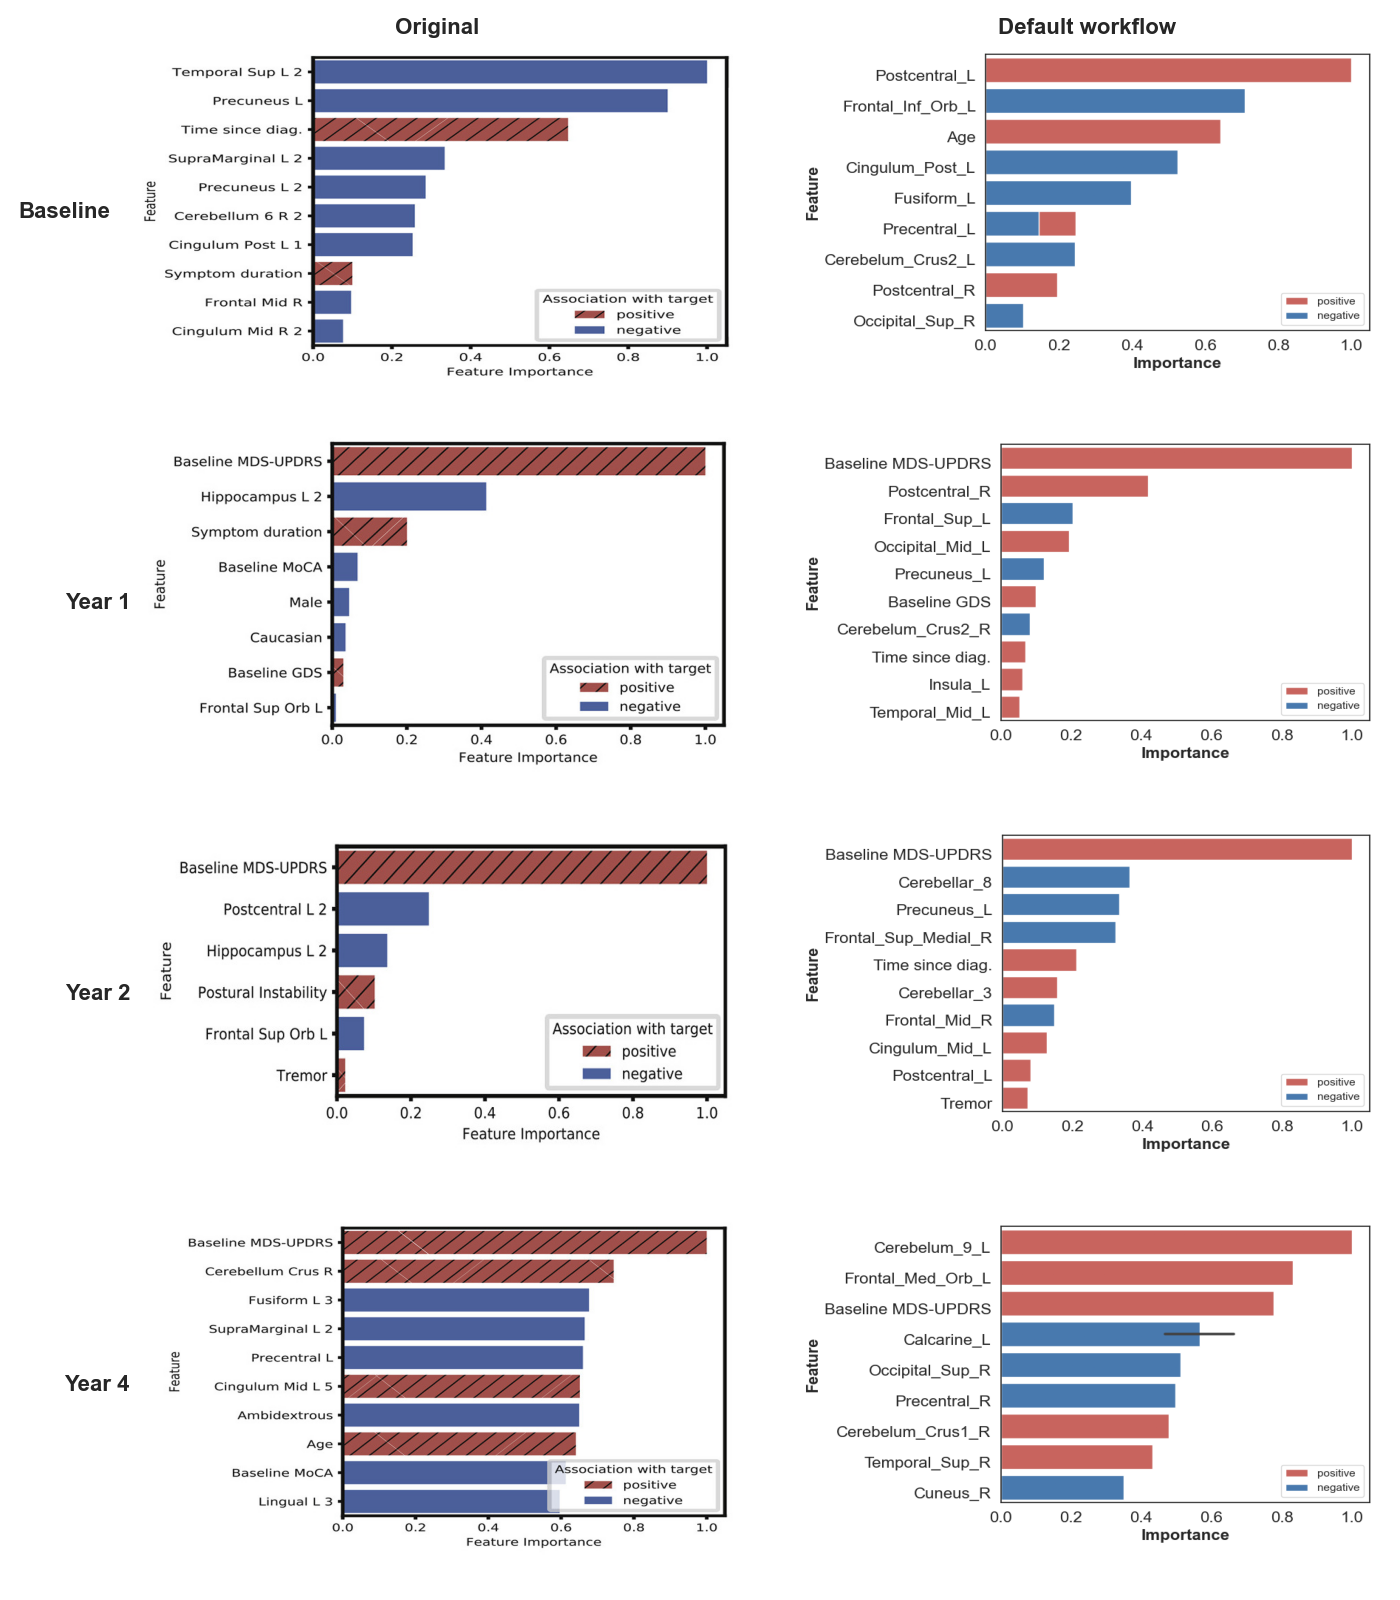 Original
Default workflow
Baseline
Feature
Temporal Sup L 2
Precuneus L
Time since diag.
SupraMarginal L 2
Precuneus L 2
Cerebellum 6 R 2
Cingulum Post L 1
Symptom duration
Frontal Mid R
Cingulum Mid R 2
Association with target
positive
negative
0.0 0.2 0.4 0.6 0.8 1.0
Feature Importance
Feature
Postcentral_L
Frontal_Inf_Orb_L
Age
Cingulum_Post_L
Fusiform_L
Precentral_L
Cerebelum_Crus2_L
Postcentral_R
Occipital_Sup_R
positive
negative
0.0 0.2 0.4 0.6 0.8 1.0
Importance
Year 1
Feature
Baseline MDS-UPDRS
Hippocampus L 2
Symptom duration
Baseline MoCA
Male
Caucasian
Baseline GDS
Frontal Sup Orb L
Association with target
positive
negative
0.0 0.2 0.4 0.6 0.8 1.0
Feature Importance
Feature
Baseline MDS-UPDRS
Postcentral_R
Frontal_Sup_L
Occipital_Mid_L
Precuneus_L
Baseline GDS
Cerebelum_Crus2_R
Time since diag.
Insula_L
Temporal_Mid_L
positive
negative
0.0 0.2 0.4 0.6 0.8 1.0
Importance
Year 2
Feature
Baseline MDS-UPDRS
Postcentral L 2
Hippocampus L 2
Postural Instability
Frontal Sup Orb L
Tremor
Association with target
positive
negative
0.0 0.2 0.4 0.6 0.8 1.0
Feature Importance
Feature
Baseline MDS-UPDRS
Cerebellar_8
Precuneus_L
Frontal_Sup_Medial_R
Time since diag.
Cerebellar_3
Frontal_Mid_R
Cingulum_Mid_L
Postcentral_L
Tremor
positive
negative
0.0 0.2 0.4 0.6 0.8 1.0
Importance
Year 4
Feature
Baseline MDS-UPDRS
Cerebellum Crus R
Fusiform L 3
SupraMarginal L 2
Precentral L
Cingulum Mid L 5
Ambidextrous
Age
Baseline MoCA
Lingual L 3
Association with target
positive
negative
0.0 0.2 0.4 0.6 0.8 1.0
Feature Importance
Feature
Cerebelum_9_L
Frontal_Med_Orb_L
Baseline MDS-UPDRS
Calcarine_L
Occipital_Sup_R
Precentral_R
Cerebelum_Crus1_R
Temporal_Sup_R
Cuneus_R
positive
negative
0.0 0.2 0.4 0.6 0.8 1.0
Importance